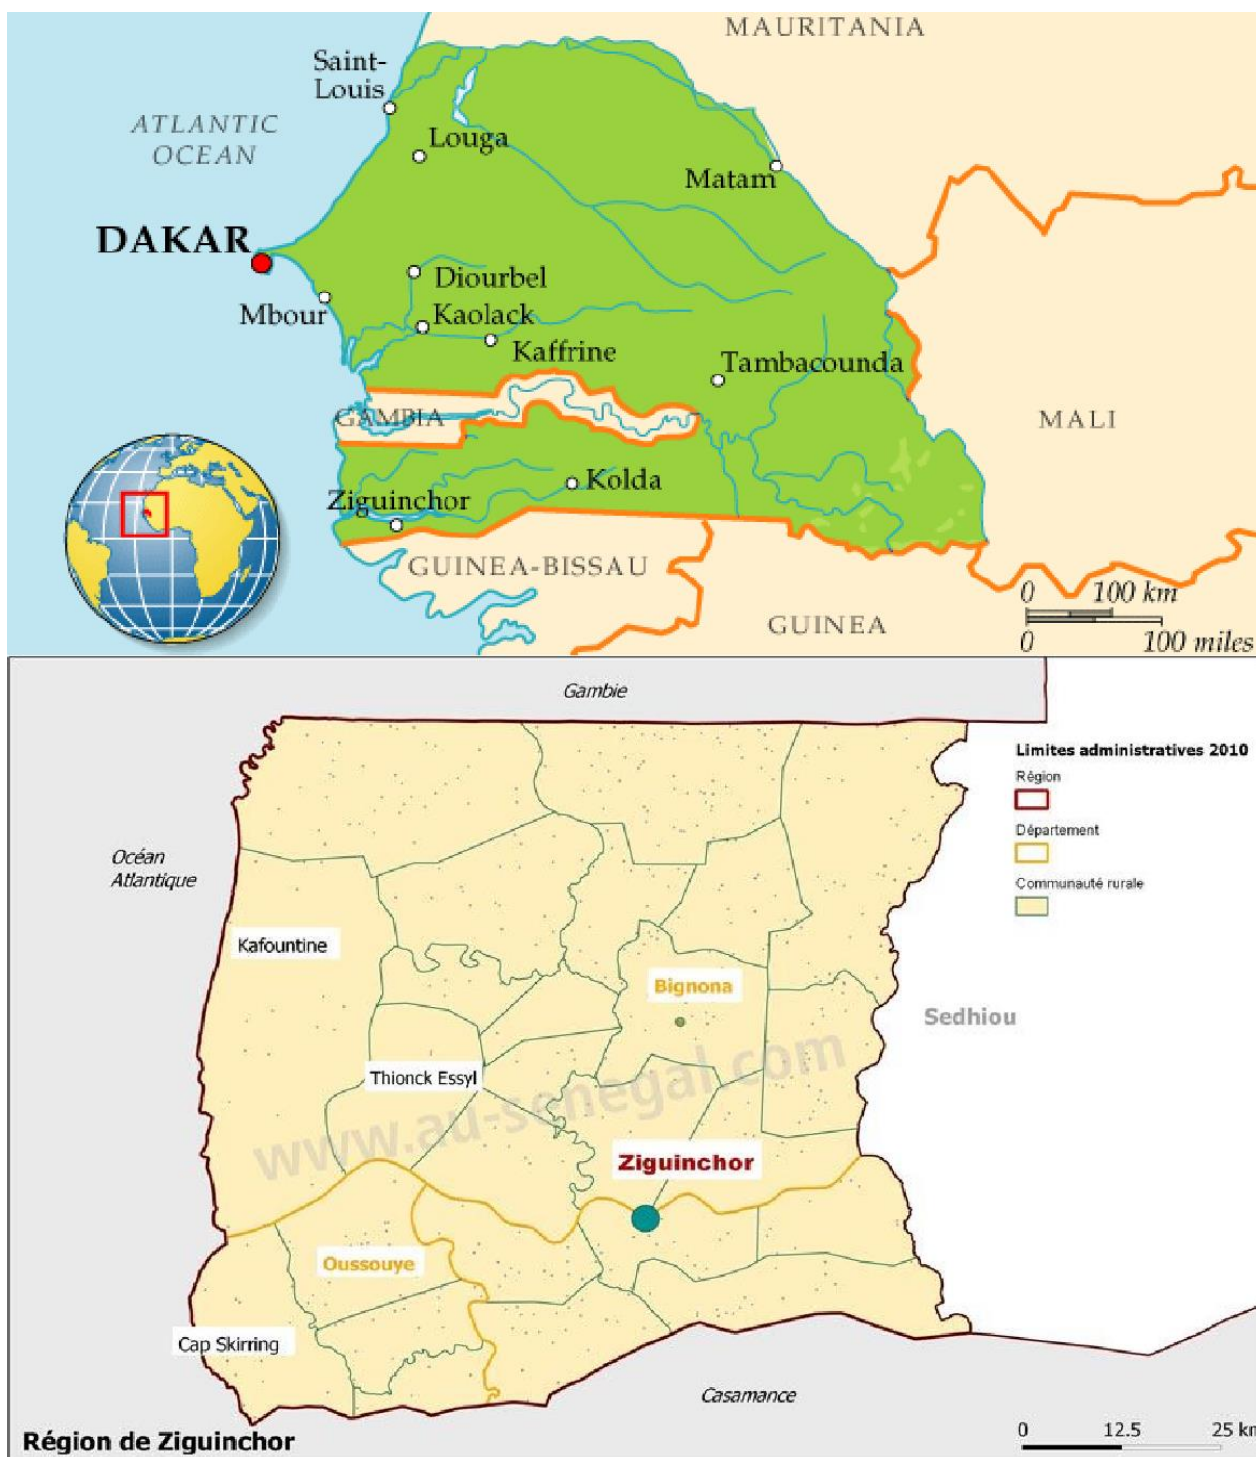 MAURITANIA
Saint-
Louis
ATLANTIC
OCEAN
Louga
Matam
DAKAR
Diourbel
Mbour
Kaolack
Kaffrine
Tambacounda
GAMBIA
MALI
Kolda
Ziguinchor
GUINEA-BISSAU
0 100 km
GUINEA
0 100 miles
Gambie
Limites administratives 2010
Région
Département
Communauté rurale
Océan
Atlantique
Kafountine
Bignona
Sedhiou
Thionck Essyl
www.au-senegal.com
Ziguinchor
Oussouye
Cap Skirring
Casamance
Région de Ziguinchor
0 12.5 25 km